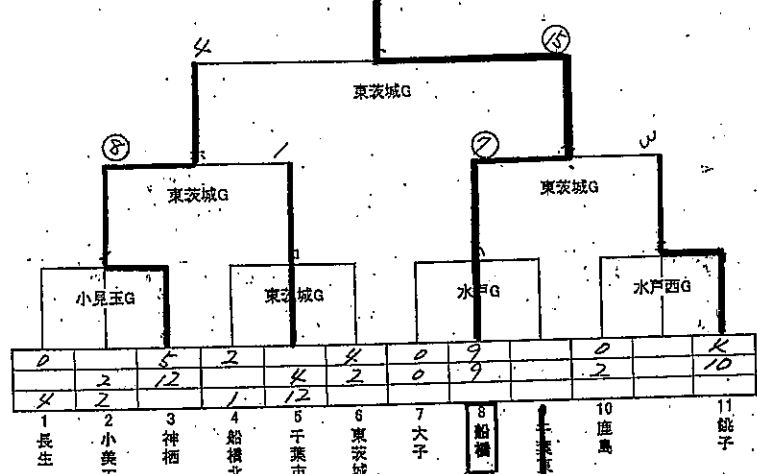 4 ⑮
東茨城G
⑧ 1 ⑦ 3
東茨城G 東茨城G
小見玉G 東茨城G 水戸G 水戸西G
0 5 2 4 0 9 0
2 12 4 2 0 9 2 10
4 2 1 12
1 長生
2 小美玉
3 神栖
4 船橋北
5 千葉市
6 東茨城
7 大子
8 船橋
10 鹿島
11 銚子